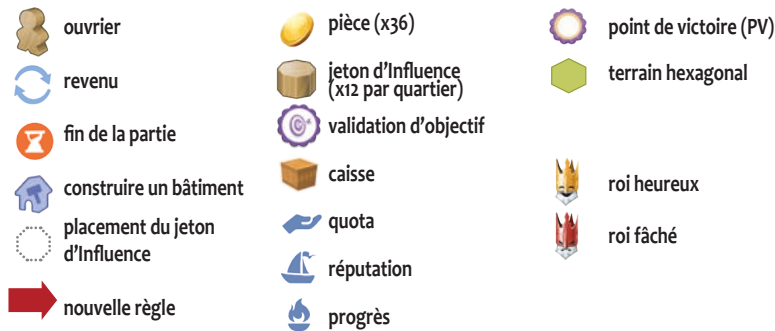 ouvrier
revenu
fin de la partie
construire un bâtiment
placement du jeton
d'Influence
nouvelle règle
pièce (x36)
jeton d'Influence
(x12 par quartier)
validation d'objectif
caisse
quota
réputation
progrès
point de victoire (PV)
terrain hexagonal
roi heureux
roi fâché